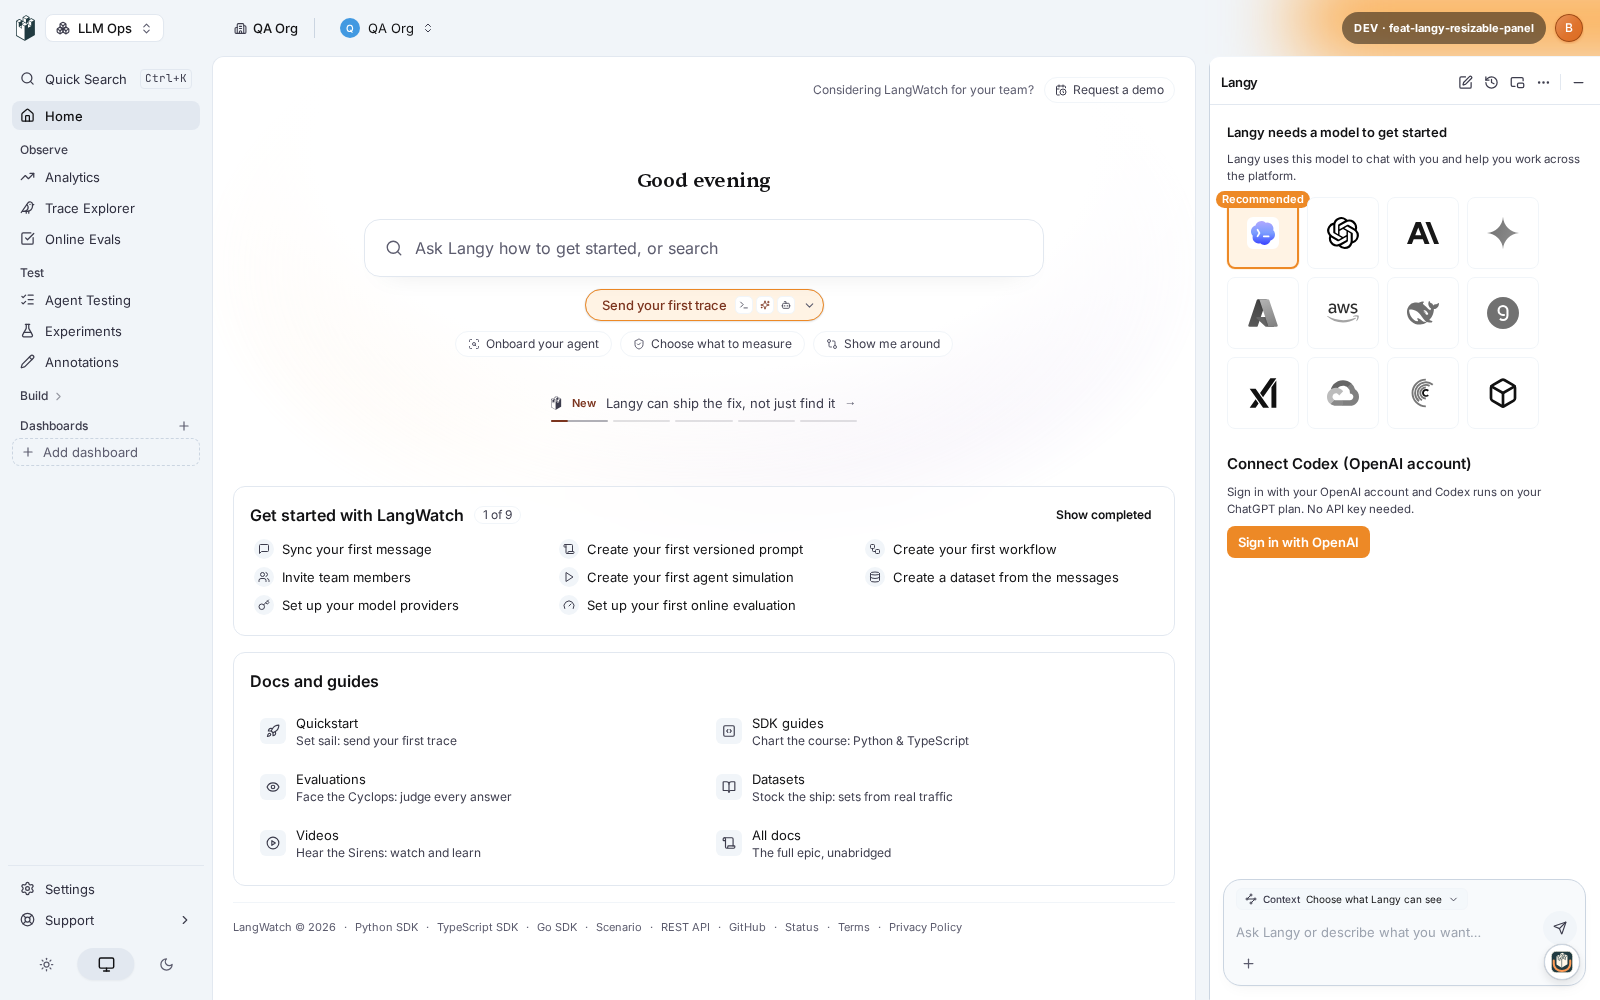 LLM Ops
QA Org
Q
QA Org
DEV · feat-langy-resizable-panel
B
Quick Search
Ctrl+K
Home
Observe
Analytics
Trace Explorer
Online Evals
Test
Agent Testing
Experiments
Annotations
Build
Dashboards
Add dashboard
Settings
Support
Considering LangWatch for your team?
Request a demo
Good evening
Ask Langy how to get started, or search
Send your first trace
Onboard your agent
Choose what to measure
Show me around
New Langy can ship the fix, not just find it →
Get started with LangWatch
1 of 9
Show completed
Sync your first message
Create your first versioned prompt
Create your first workflow
Invite team members
Create your first agent simulation
Create a dataset from the messages
Set up your model providers
Set up your first online evaluation
Docs and guides
Quickstart
Set sail: send your first trace
SDK guides
Chart the course: Python & TypeScript
Evaluations
Face the Cyclops: judge every answer
Datasets
Stock the ship: sets from real traffic
Videos
Hear the Sirens: watch and learn
All docs
The full epic, unabridged
LangWatch © 2026 · Python SDK · TypeScript SDK · Go SDK · Scenario · REST API · GitHub · Status · Terms · Privacy Policy
Langy
Langy needs a model to get started
Langy uses this model to chat with you and help you work across
the platform.
Recommended
aws
Connect Codex (OpenAI account)
Sign in with your OpenAI account and Codex runs on your
ChatGPT plan. No API key needed.
Sign in with OpenAI
Context Choose what Langy can see
Ask Langy or describe what you want...